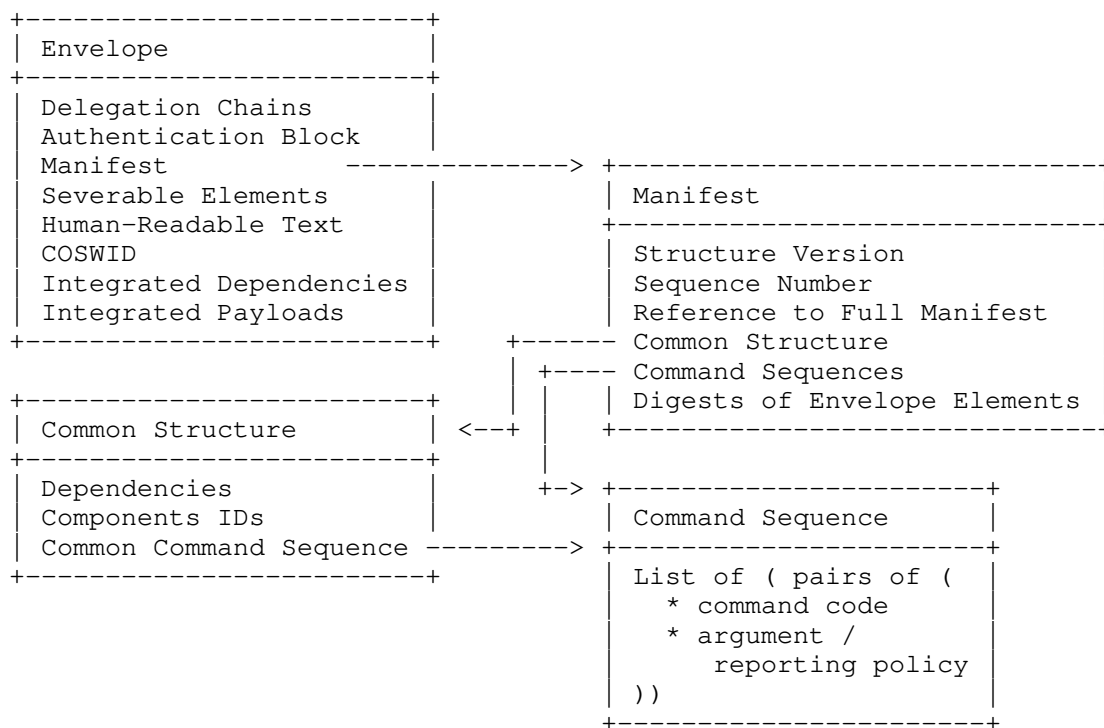 Envelope
Delegation Chains
Authentication Block
Manifest
Severable Elements
Human-Readable Text
COSWID
Integrated Dependencies
Integrated Payloads
Manifest
Structure Version
Sequence Number
Reference to Full Manifest
Common Structure
Command Sequences
Digests of Envelope Elements
Common Structure
Dependencies
Components IDs
Common Command Sequence
Command Sequence
List of ( pairs of (
* command code
* argument /
reporting policy
))